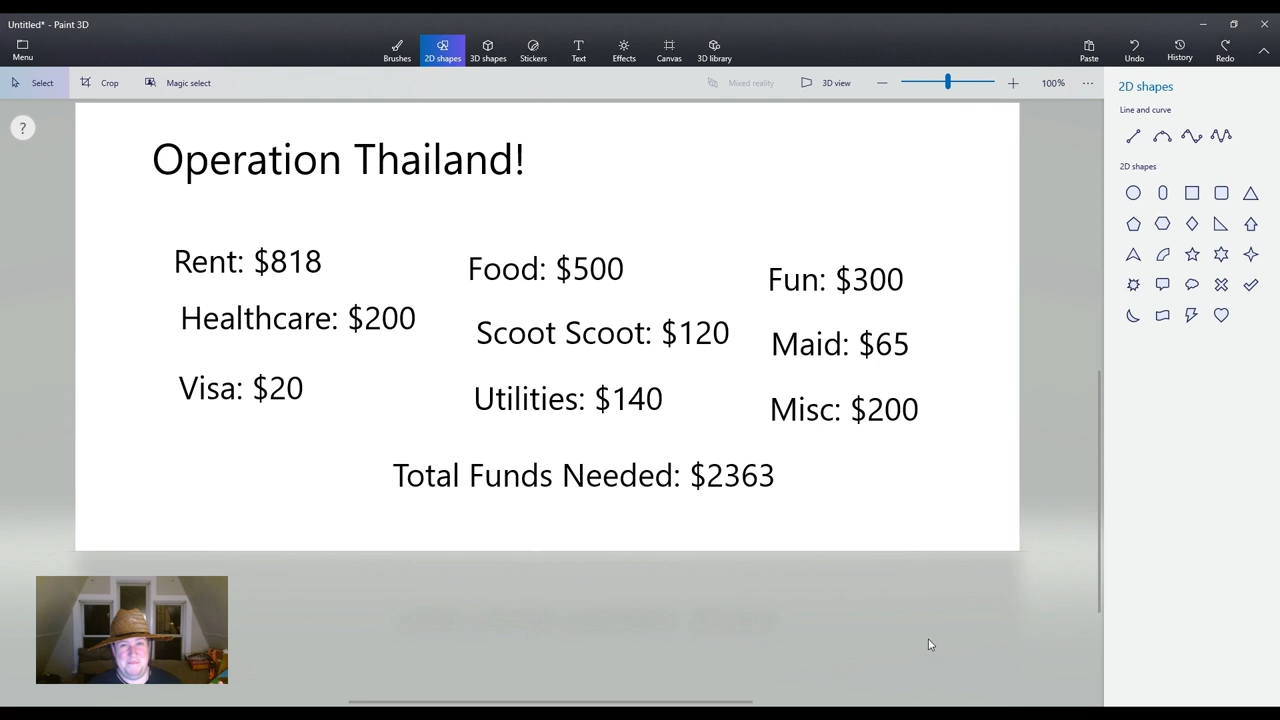 Untitled* - Paint 3D
Menu
Brushes
2D shapes
3D shapes
Stickers
Text
Effects
Canvas
3D library
Paste
Undo
History
Redo
Select
Crop
Magic select
Mixed reality
3D view
100%
2D shapes
Line and curve
2D shapes
?
Operation Thailand!
Rent: $818
Food: $500
Fun: $300
Healthcare: $200
Scoot Scoot: $120
Maid: $65
Visa: $20
Utilities: $140
Misc: $200
Total Funds Needed: $2363